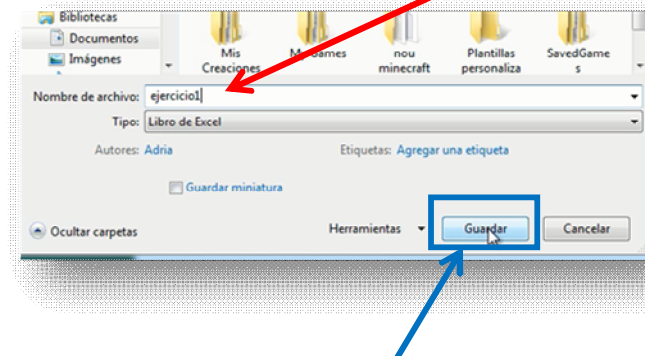 Bibliotecas
Documentos
Imágenes
Mis Creaciones
My Games
nou minecraft
Plantillas personaliza
SavedGames
Nombre de archivo: ejercicio1
Tipo: Libro de Excel
Autores: Adria
Etiquetas: Agregar una etiqueta
Guardar miniatura
Ocultar carpetas
Herramientas
Guardar
Cancelar